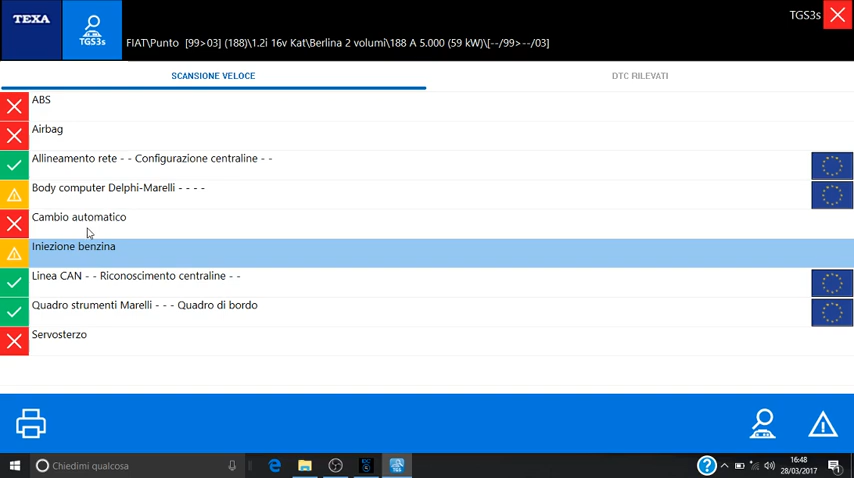 TEXA
TGS3s
TGS3s
FIAT\Punto [99>03] (188)\1.2i 16v Kat\Berlina 2 volumi\188 A 5.000 (59 kW)\[--/99>--/03]
SCANSIONE VELOCE
DTC RILEVATI
ABS
Airbag
Allineamento rete - - Configurazione centraline - -
Body computer Delphi-Marelli - - - -
Cambio automatico
Iniezione benzina
Linea CAN - - Riconoscimento centraline - -
Quadro strumenti Marelli - - - Quadro di bordo
Servosterzo
Chiedimi qualcosa
16:48
28/03/2017